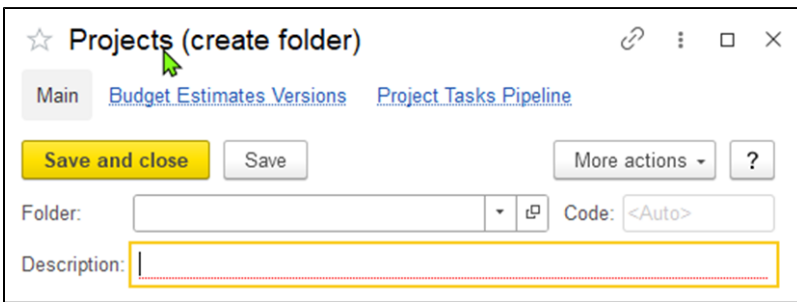 Projects (create folder)
Main Budget Estimates Versions Project Tasks Pipeline
Save and close Save More actions ?
Folder: Code: <Auto>
Description: